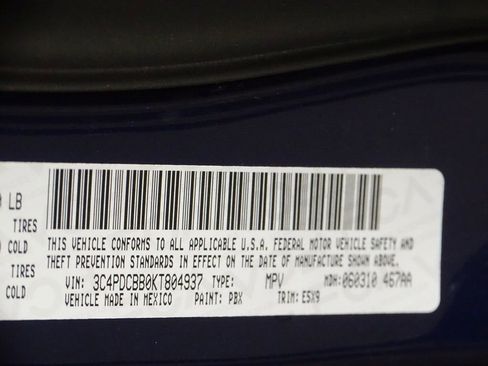 LB
TIRES
COLD
THIS VEHICLE CONFORMS TO ALL APPLICABLE U.S.A. FEDERAL MOTOR VEHICLE SAFETY AND
THEFT PREVENTION STANDARDS IN EFFECT ON THE DATE OF MANUFACTURE SHOWN ABOVE.
TIRES
VIN: 3C4PDCBB0KT804937 TYPE: MPV MDH: 060310 467AA
COLD
VEHICLE MADE IN MEXICO PAINT: PBX TRIM: E5X9